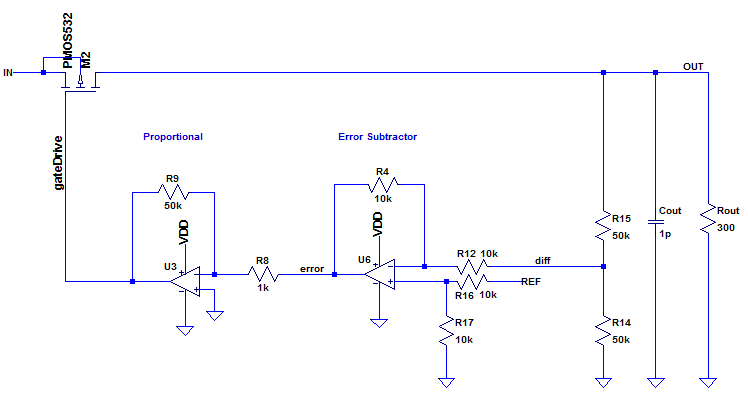 PMOS532
M2
IN
OUT
gateDrive
Proportional
Error Subtractor
R9
50k
R4
10k
VDD
VDD
U3
U6
R8
1k
error
R12 10k
diff
R16 10k
REF
R17
10k
R15
50k
R14
50k
Cout
1p
Rout
300